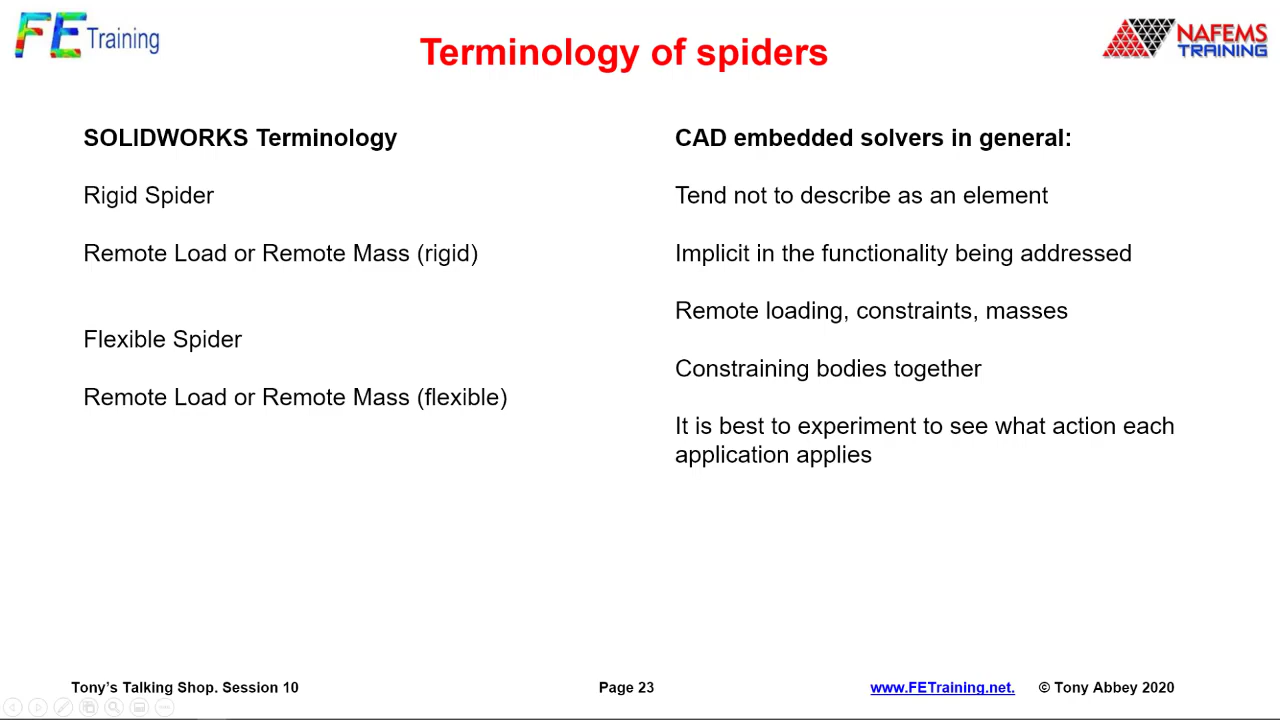 FE Training
Terminology of spiders
NAFEMS
TRAINING
SOLIDWORKS Terminology
Rigid Spider
Remote Load or Remote Mass (rigid)
Flexible Spider
Remote Load or Remote Mass (flexible)
CAD embedded solvers in general:
Tend not to describe as an element
Implicit in the functionality being addressed
Remote loading, constraints, masses
Constraining bodies together
It is best to experiment to see what action each
application applies
Tony’s Talking Shop. Session 10
Page 23
www.FETraining.net.
© Tony Abbey 2020